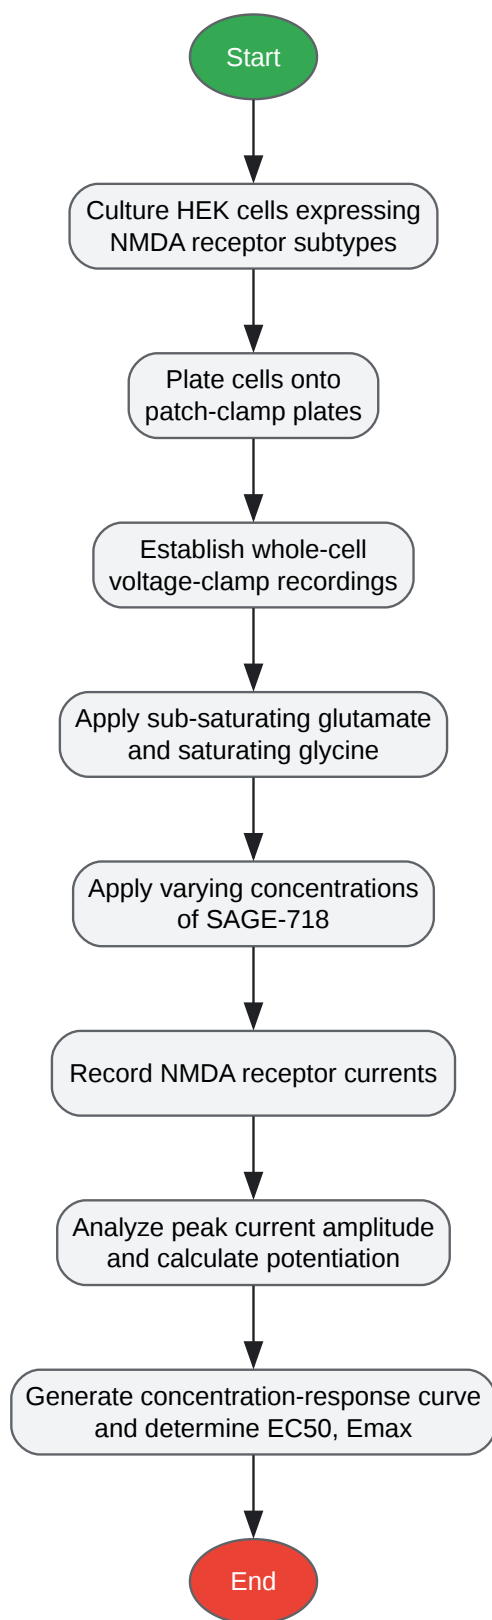 Start
Culture HEK cells expressing
NMDA receptor subtypes
Plate cells onto
patch-clamp plates
Establish whole-cell
voltage-clamp recordings
Apply sub-saturating glutamate
and saturating glycine
Apply varying concentrations
of SAGE-718
Record NMDA receptor currents
Analyze peak current amplitude
and calculate potentiation
Generate concentration-response curve
and determine EC50, Emax
End